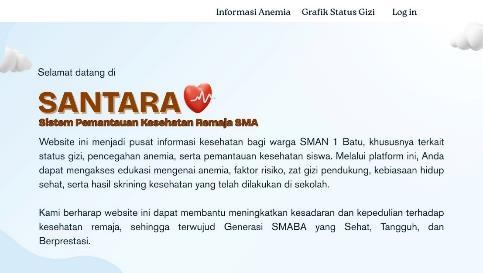 Informasi Anemia Grafik Status Gizi Log in
Selamat datang di
SANTARA
Sistem Pemantauan Kesehatan Remaja SMA
Website ini menjadi pusat informasi kesehatan bagi warga SMAN 1 Batu, khususnya terkait
status gizi, pencegahan anemia, serta pemantauan kesehatan siswa. Melalui platform ini, Anda
dapat mengakses edukasi mengenai anemia, faktor risiko, zat gizi pendukung, kebiasaan hidup
sehat, serta hasil skrining kesehatan yang telah dilakukan di sekolah.
Kami berharap website ini dapat membantu meningkatkan kesadaran dan kepedulian terhadap
kesehatan remaja, sehingga terwujud Generasi SMABA yang Sehat, Tangguh, dan
Berprestasi.